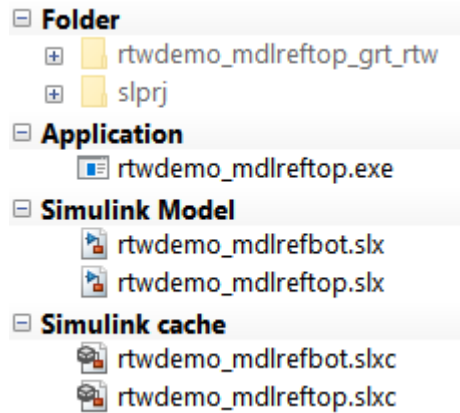 Folder
rtwdemo_mdlreftop_grt_rtw
slprj
Application
rtwdemo_mdlreftop.exe
Simulink Model
rtwdemo_mdlrefbot.slx
rtwdemo_mdlreftop.slx
Simulink cache
rtwdemo_mdlrefbot.slxc
rtwdemo_mdlreftop.slxc